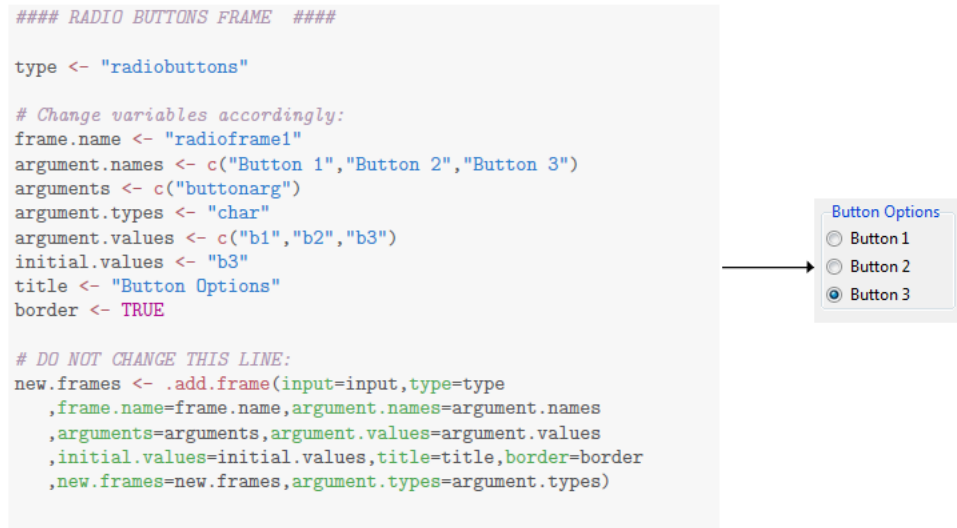 #### RADIO BUTTONS FRAME  ####
type <- "radiobuttons"
# Change variables accordingly:
frame.name <- "radioframe1"
argument.names <- c("Button 1","Button 2","Button 3")
arguments <- c("buttonarg")
argument.types <- "char"
argument.values <- c("b1","b2","b3")
initial.values <- "b3"
title <- "Button Options"
border <- TRUE
# DO NOT CHANGE THIS LINE:
new.frames <- .add.frame(input=input,type=type
   ,frame.name=frame.name,argument.names=argument.names
   ,arguments=arguments,argument.values=argument.values
   ,initial.values=initial.values,title=title,border=border
   ,new.frames=new.frames,argument.types=argument.types)
Button Options
Button 1
Button 2
Button 3